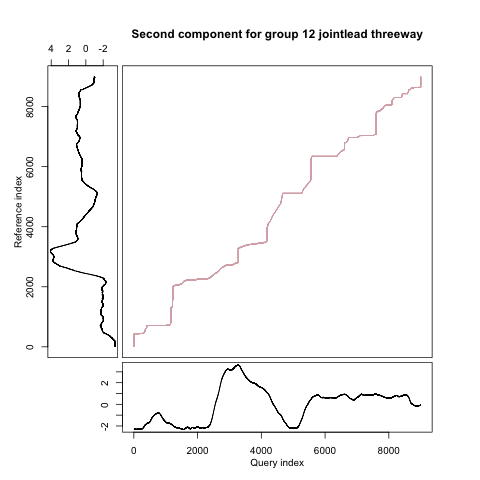 Second component for group 12 jointlead threeway
4 2 0 -2
Reference index
0 2000 4000 6000 8000
-2 0 2
0 2000 4000 6000 8000
Query index